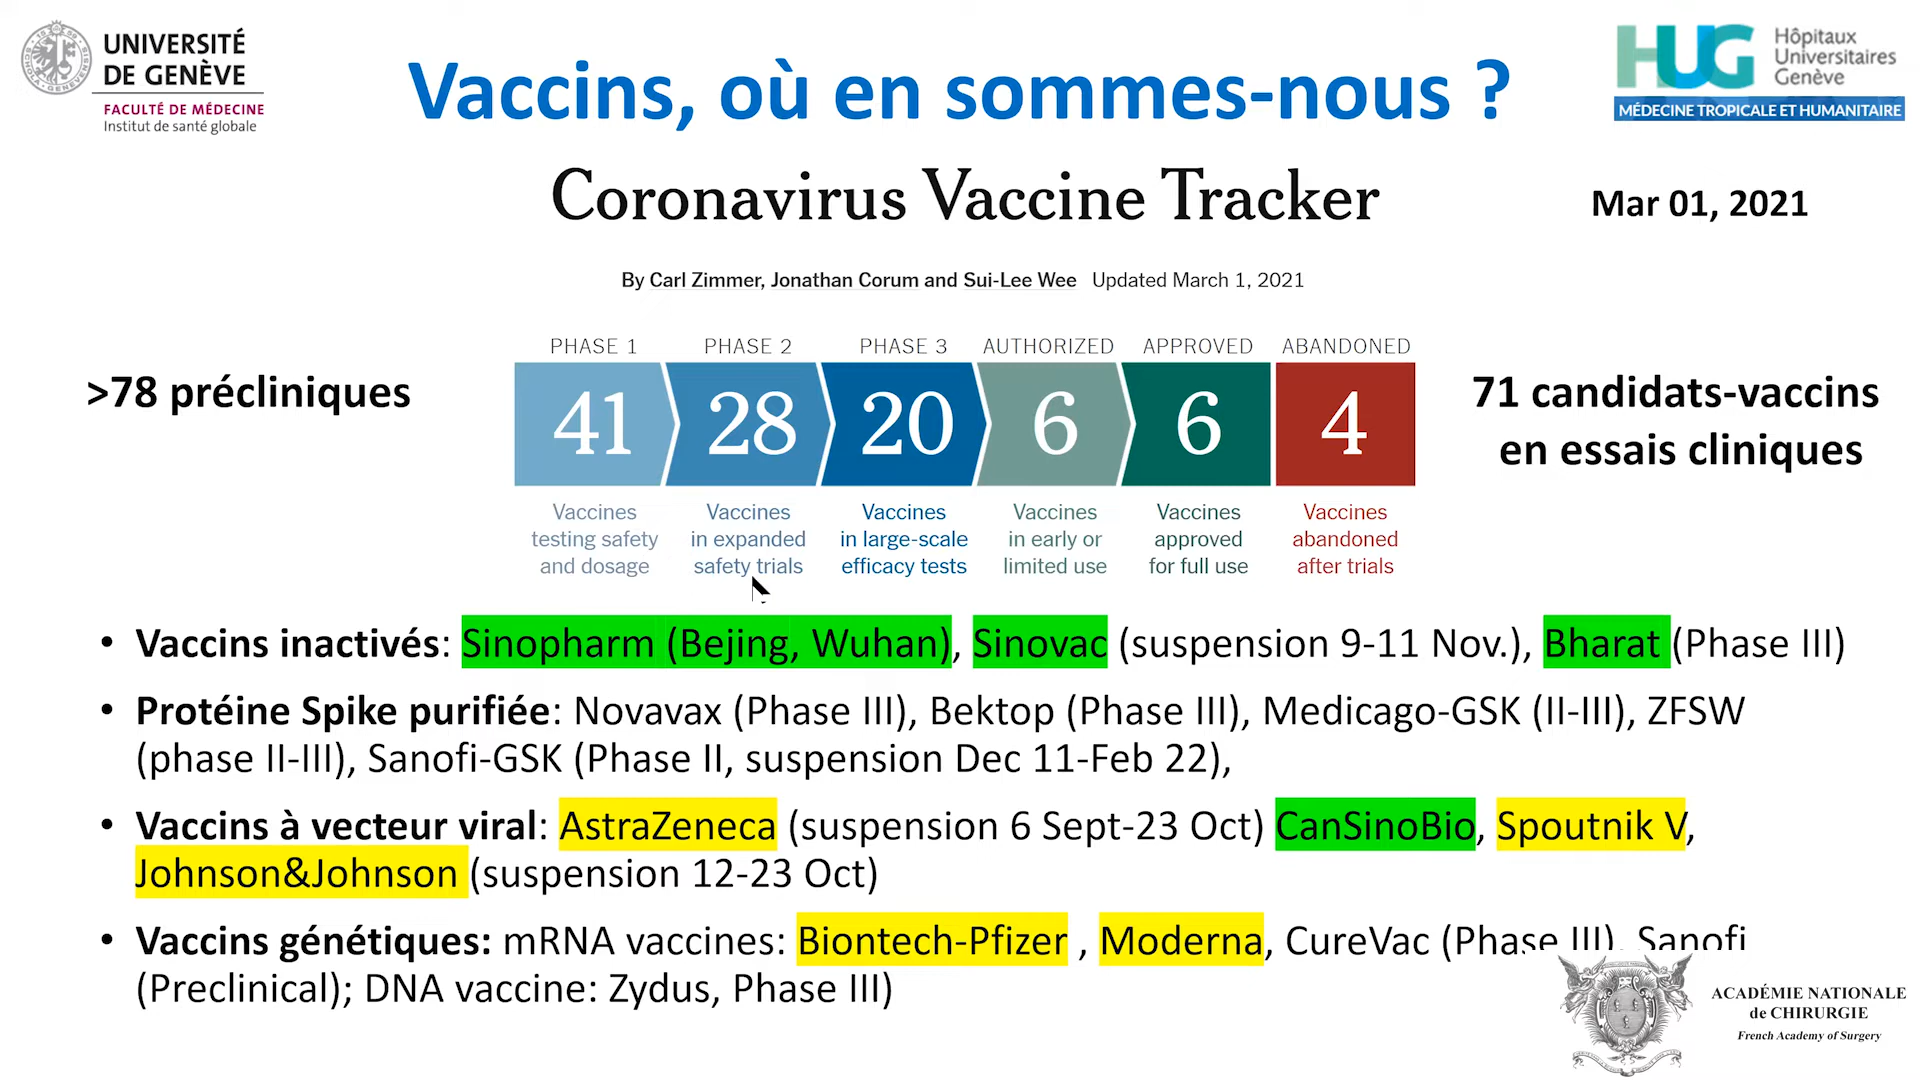 UNIVERSITÉ
DE GENÈVE
FACULTÉ DE MÉDECINE
Institut de santé globale
Vaccins, où en sommes-nous ?
HUG Hôpitaux
Universitaires
Genève
MÉDECINE TROPICALE ET HUMANITAIRE
Coronavirus Vaccine Tracker
Mar 01, 2021
By Carl Zimmer, Jonathan Corum and Sui-Lee Wee Updated March 1, 2021
>78 précliniques
PHASE 1 PHASE 2 PHASE 3 AUTHORIZED APPROVED ABANDONED
41 28 20 6 6 4
Vaccines testing safety and dosage
Vaccines in expanded safety trials
Vaccines in large-scale efficacy tests
Vaccines in early or limited use
Vaccines approved for full use
Vaccines abandoned after trials
71 candidats-vaccins
en essais cliniques
• Vaccins inactivés: Sinopharm (Bejing, Wuhan), Sinovac (suspension 9-11 Nov.), Bharat (Phase III)
• Protéine Spike purifiée: Novavax (Phase III), Bektop (Phase III), Medicago-GSK (II-III), ZFSW
(phase II-III), Sanofi-GSK (Phase II, suspension Dec 11-Feb 22),
• Vaccins à vecteur viral: AstraZeneca (suspension 6 Sept-23 Oct) CanSinoBio, Spoutnik V,
Johnson&Johnson (suspension 12-23 Oct)
• Vaccins génétiques: mRNA vaccines: Biontech-Pfizer , Moderna, CureVac (Phase III), Sanofi
(Preclinical); DNA vaccine: Zydus, Phase III)
ACADÉMIE NATIONALE
de CHIRURGIE
French Academy of Surgery